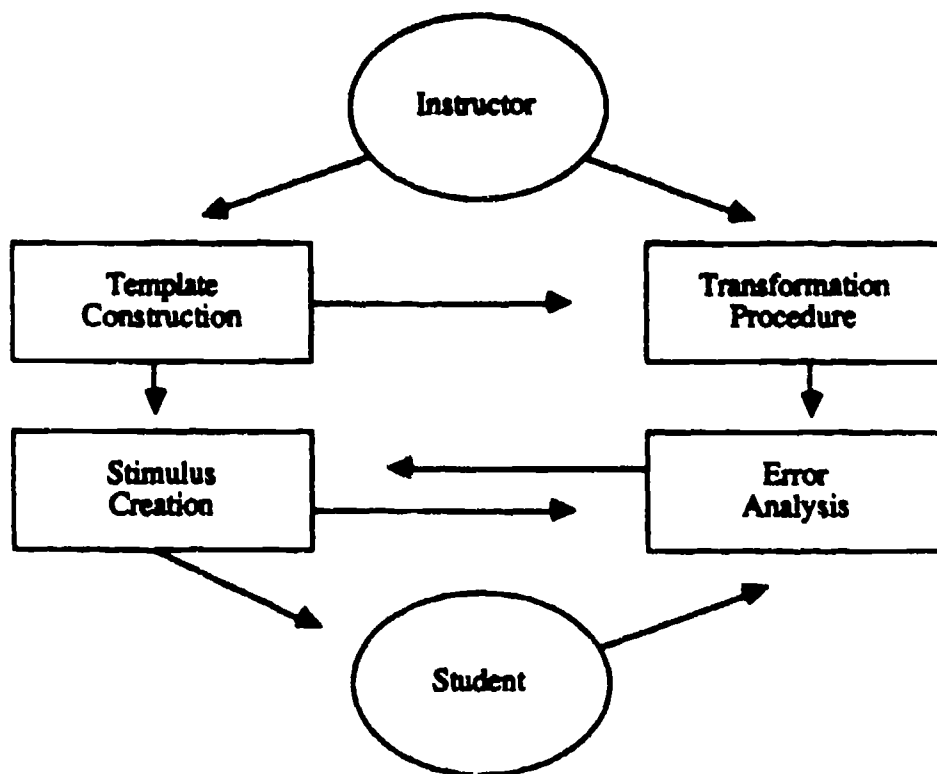 Instructor
Template
Construction
Transformation
Procedure
Stimulus
Creation
Error
Analysis
Student